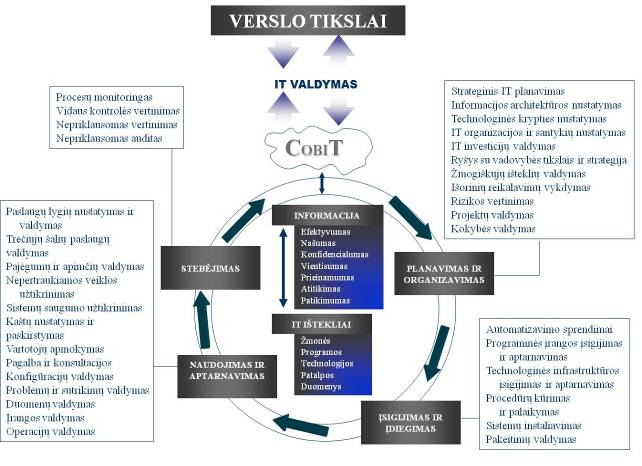 VERSLO TIKSLAI
IT VALDYMAS
COBIT
Procesų monitoringas
Vidaus kontrolės vertinimas
Nepriklausomas vertinimas
Nepriklausomas auditas
Strateginis IT planavimas
Informacijos architektūros nustatymas
Technologinės krypties nustatymas
IT organizacijos ir santykių nustatymas
IT investicijų valdymas
Ryšys su vadovybės tikslais ir strategija
Žmogiškųjų išteklių valdymas
Išorinių reikalavimų vykdymas
Rizikos vertinimas
Projektų valdymas
Kokybės valdymas
INFORMACIJA
Efektyvumas
Našumas
Konfidencialumas
Vientisumas
Prieinamumas
Atitikimas
Patikimumas
STEBĖJIMAS
PLANAVIMAS IR
ORGANIZAVIMAS
Paslaugų lygių nustatymas ir
valdymas
Trečiųjų šalių paslaugų
valdymas
Pajėgumų ir apimčių valdymas
Nepertraukianos veiklos
užtikrinimas
Sistemų saugumo užtikrinimas
Kaštų nustatymas ir
paskirstymas
Vartotojų apmokymas
Pagalba ir konsultacijos
Konfigūracijų valdymas
Problemų ir sutrikimų valdymas
Duomenų valdymas
Įrangos valdymas
Operacijų valdymas
IT IŠTEKLIAI
Žmonės
Programos
Technologijos
Patalpos
Duomenys
NAUDOJIMAS IR
APTARNAVIMAS
ĮSIGIJIMAS IR
ĮDIEGIMAS
Automatizavimo sprendimai
Programinės įrangos įsigijimas
ir aptarnavimas
Technologinės infrastruktūros
įsigijimas ir aptarnavimas
Procedūrų kūrimas
ir palaikymas
Sistemų instaliavimas
Pakeitimų valdymas